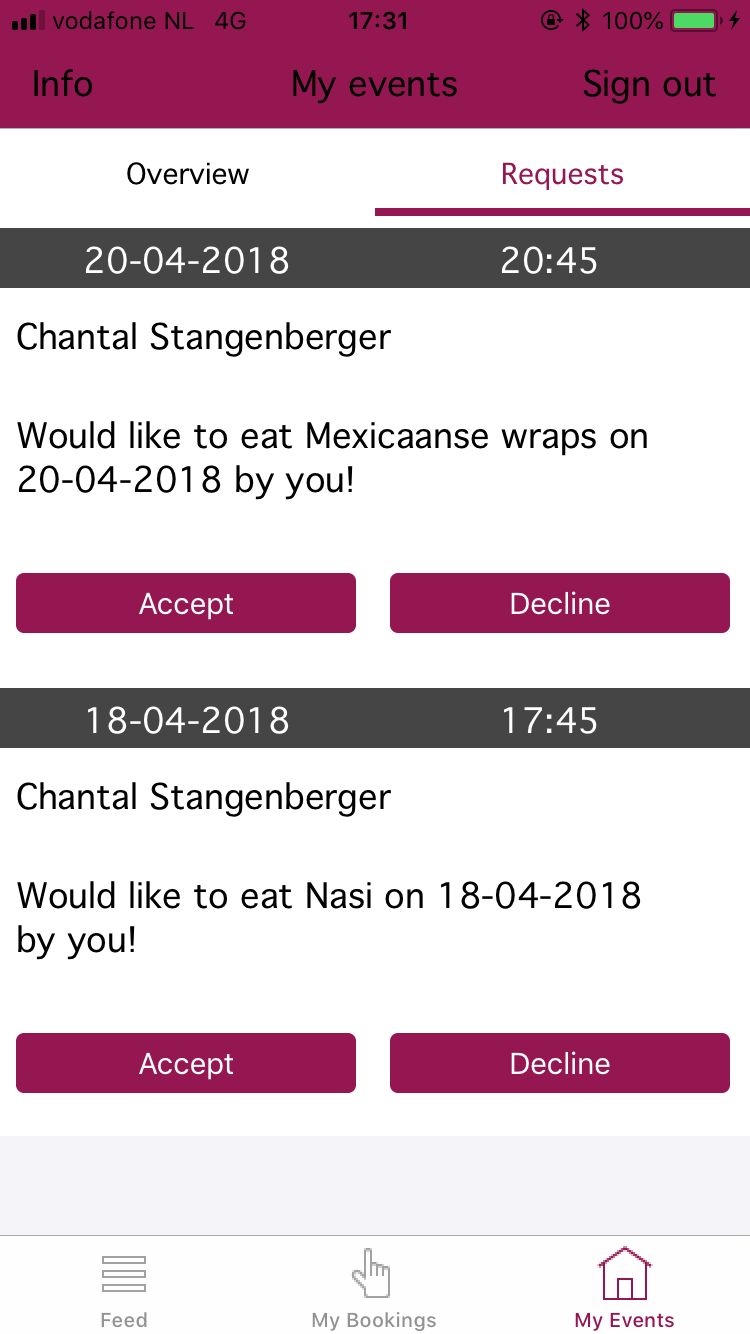 vodafone NL 4G 17:31 100%
Info My events Sign out
Overview Requests
20-04-2018 20:45
Chantal Stangenberger
Would like to eat Mexicaanse wraps on
20-04-2018 by you!
Accept Decline
18-04-2018 17:45
Chantal Stangenberger
Would like to eat Nasi on 18-04-2018
by you!
Accept Decline
Feed My Bookings My Events